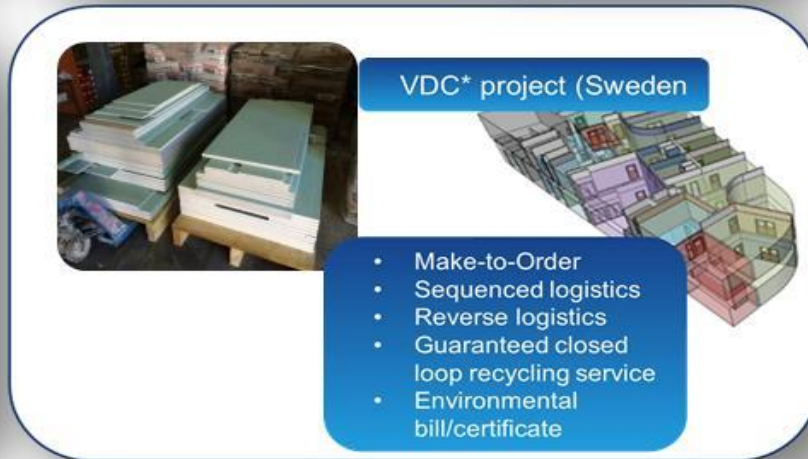 VDC* project (Sweden
• Make-to-Order
• Sequenced logistics
• Reverse logistics
• Guaranteed closed
loop recycling service
• Environmental
bill/certificate